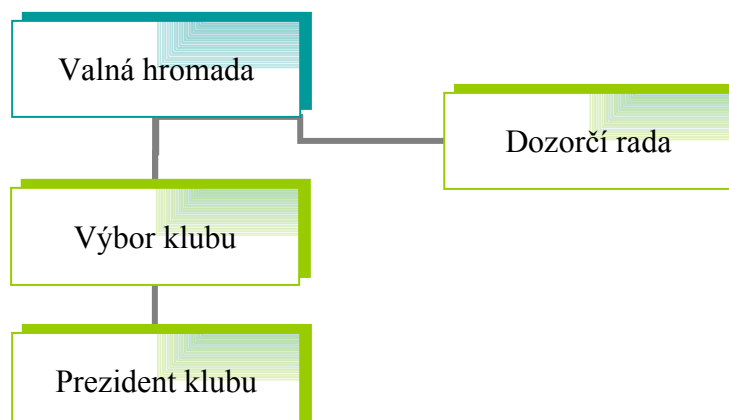 Valná hromada
Dozorčí rada
Výbor klubu
Prezident klubu